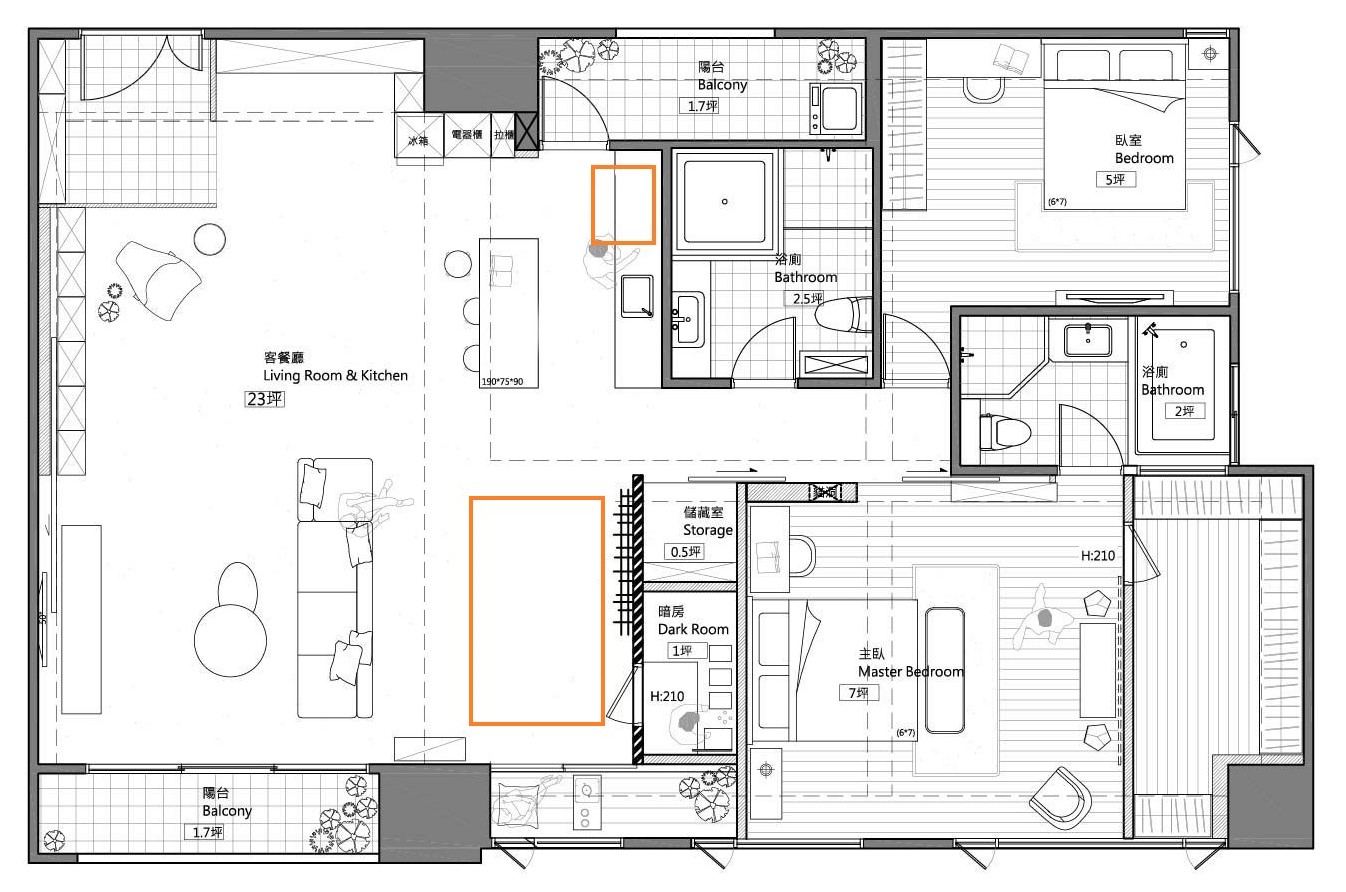 陽台
Balcony
1.7坪
冰箱
電器櫃
拉櫃
臥室
Bedroom
5坪
(6*7)
浴廁
Bathroom
2.5坪
客餐廳
Living Room & Kitchen
23坪
190*75*90
浴廁
Bathroom
2坪
儲藏室
Storage
0.5坪
H:210
暗房
Dark Room
1坪
H:210
主臥
Master Bedroom
7坪
(6*7)
陽台
Balcony
1.7坪